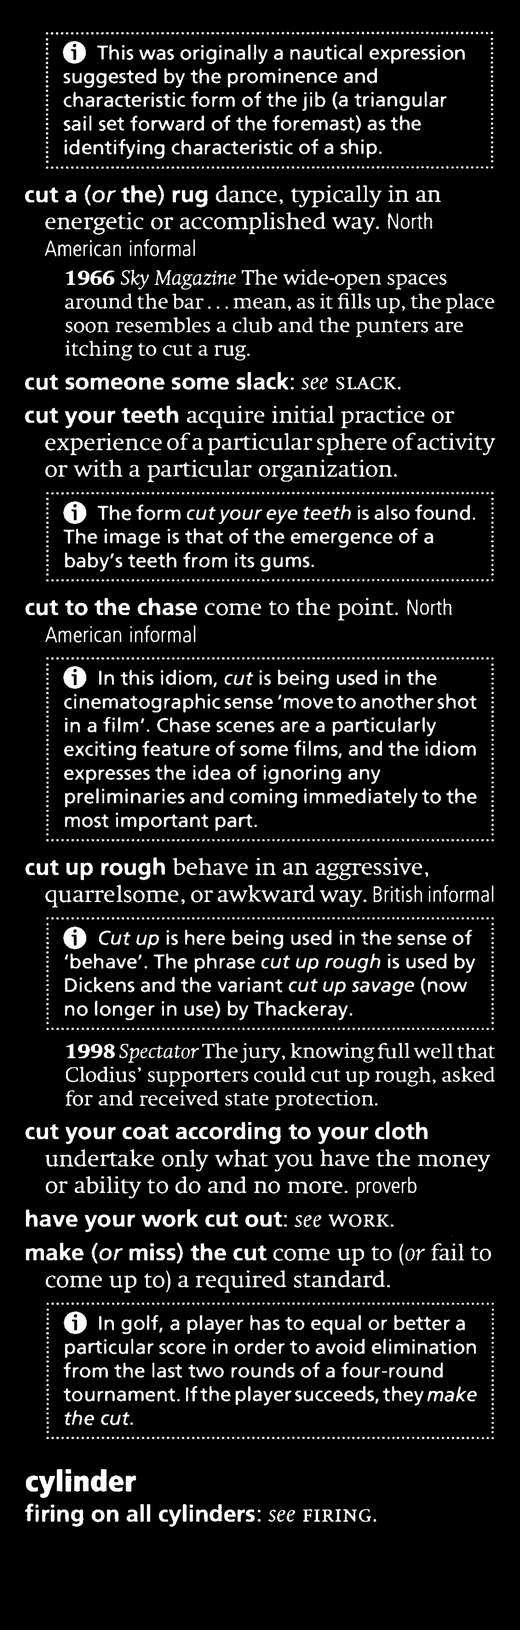 ⓘ This was originally a nautical expression
suggested by the prominence and
characteristic form of the jib (a triangular
sail set forward of the foremast) as the
identifying characteristic of a ship.
cut a (or the) rug dance, typically in an
energetic or accomplished way. North
American informal
1966 Sky Magazine The wide-open spaces
around the bar... mean, as it fills up, the place
soon resembles a club and the punters are
itching to cut a rug.
cut someone some slack: see SLACK.
cut your teeth acquire initial practice or
experience of a particular sphere of activity
or with a particular organization.
ⓘ The form cut your eye teeth is also found.
The image is that of the emergence of a
baby's teeth from its gums.
cut to the chase come to the point. North
American informal
ⓘ In this idiom, cut is being used in the
cinematographic sense 'move to another shot
in a film'. Chase scenes are a particularly
exciting feature of some films, and the idiom
expresses the idea of ignoring any
preliminaries and coming immediately to the
most important part.
cut up rough behave in an aggressive,
quarrelsome, or awkward way. British informal
ⓘ Cut up is here being used in the sense of
'behave'. The phrase cut up rough is used by
Dickens and the variant cut up savage (now
no longer in use) by Thackeray.
1998 Spectator The jury, knowing full well that
Clodius' supporters could cut up rough, asked
for and received state protection.
cut your coat according to your cloth
undertake only what you have the money
or ability to do and no more. proverb
have your work cut out: see WORK.
make (or miss) the cut come up to (or fail to
come up to) a required standard.
ⓘ In golf, a player has to equal or better a
particular score in order to avoid elimination
from the last two rounds of a four-round
tournament. If the player succeeds, they make
the cut.
cylinder
firing on all cylinders: see FIRING.